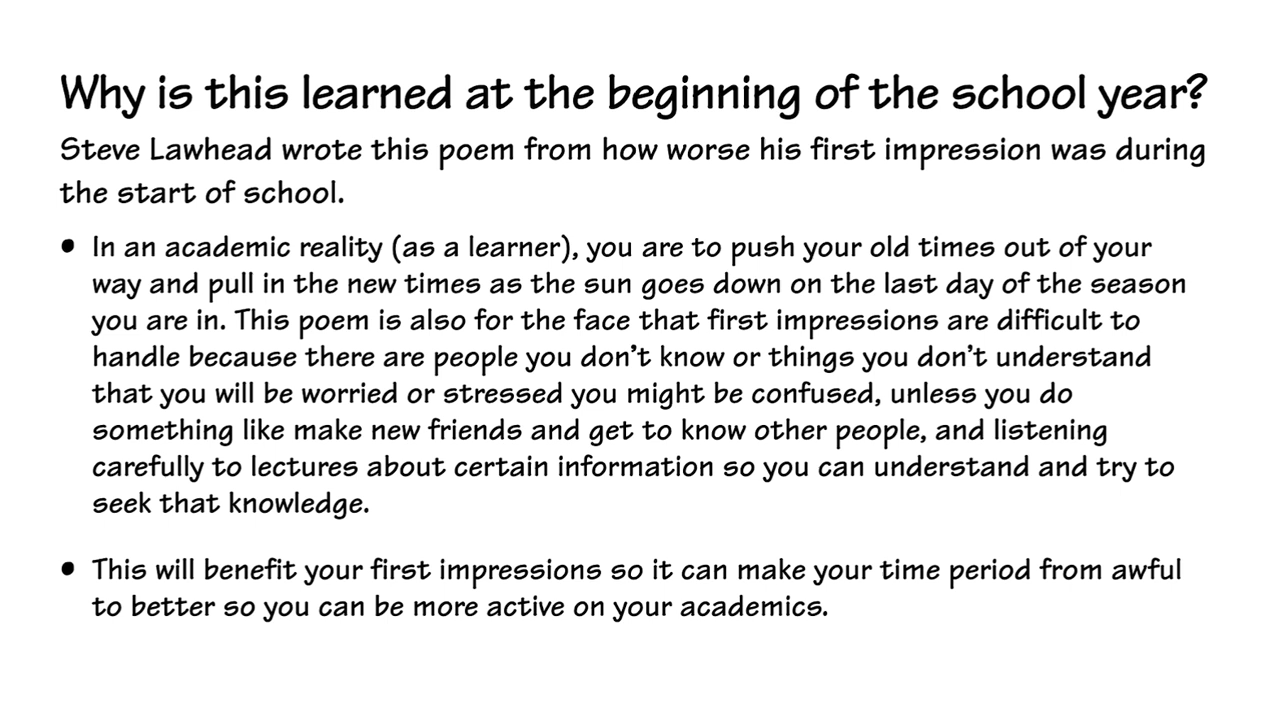 Why is this learned at the beginning of the school year?
Steve Lawhead wrote this poem from how worse his first impression was during
the start of school.
• In an academic reality (as a learner), you are to push your old times out of your
way and pull in the new times as the sun goes down on the last day of the season
you are in. This poem is also for the face that first impressions are difficult to
handle because there are people you don't know or things you don't understand
that you will be worried or stressed you might be confused, unless you do
something like make new friends and get to know other people, and listening
carefully to lectures about certain information so you can understand and try to
seek that knowledge.
• This will benefit your first impressions so it can make your time period from awful
to better so you can be more active on your academics.